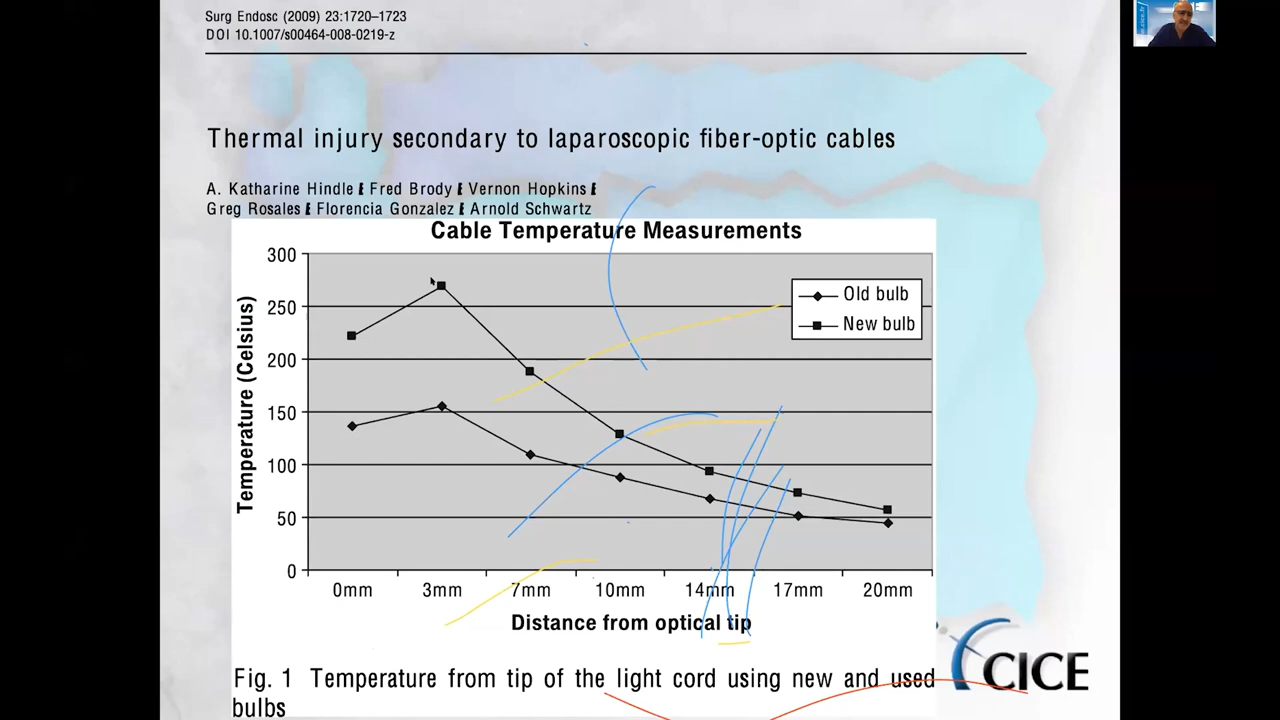 Surg Endosc (2009) 23:1720–1723
DOI 10.1007/s00464-008-0219-z
Thermal injury secondary to laparoscopic fiber-optic cables
A. Katharine Hindle Fred Brody Vernon Hopkins
Greg Rosales Florencia Gonzalez Arnold Schwartz
Cable Temperature Measurements
Temperature (Celsius)
300
250
200
150
100
50
0
Old bulb
New bulb
0mm 3mm 7mm 10mm 14mm 17mm 20mm
Distance from optical tip
Fig. 1 Temperature from tip of the light cord using new and used
bulbs
CICE